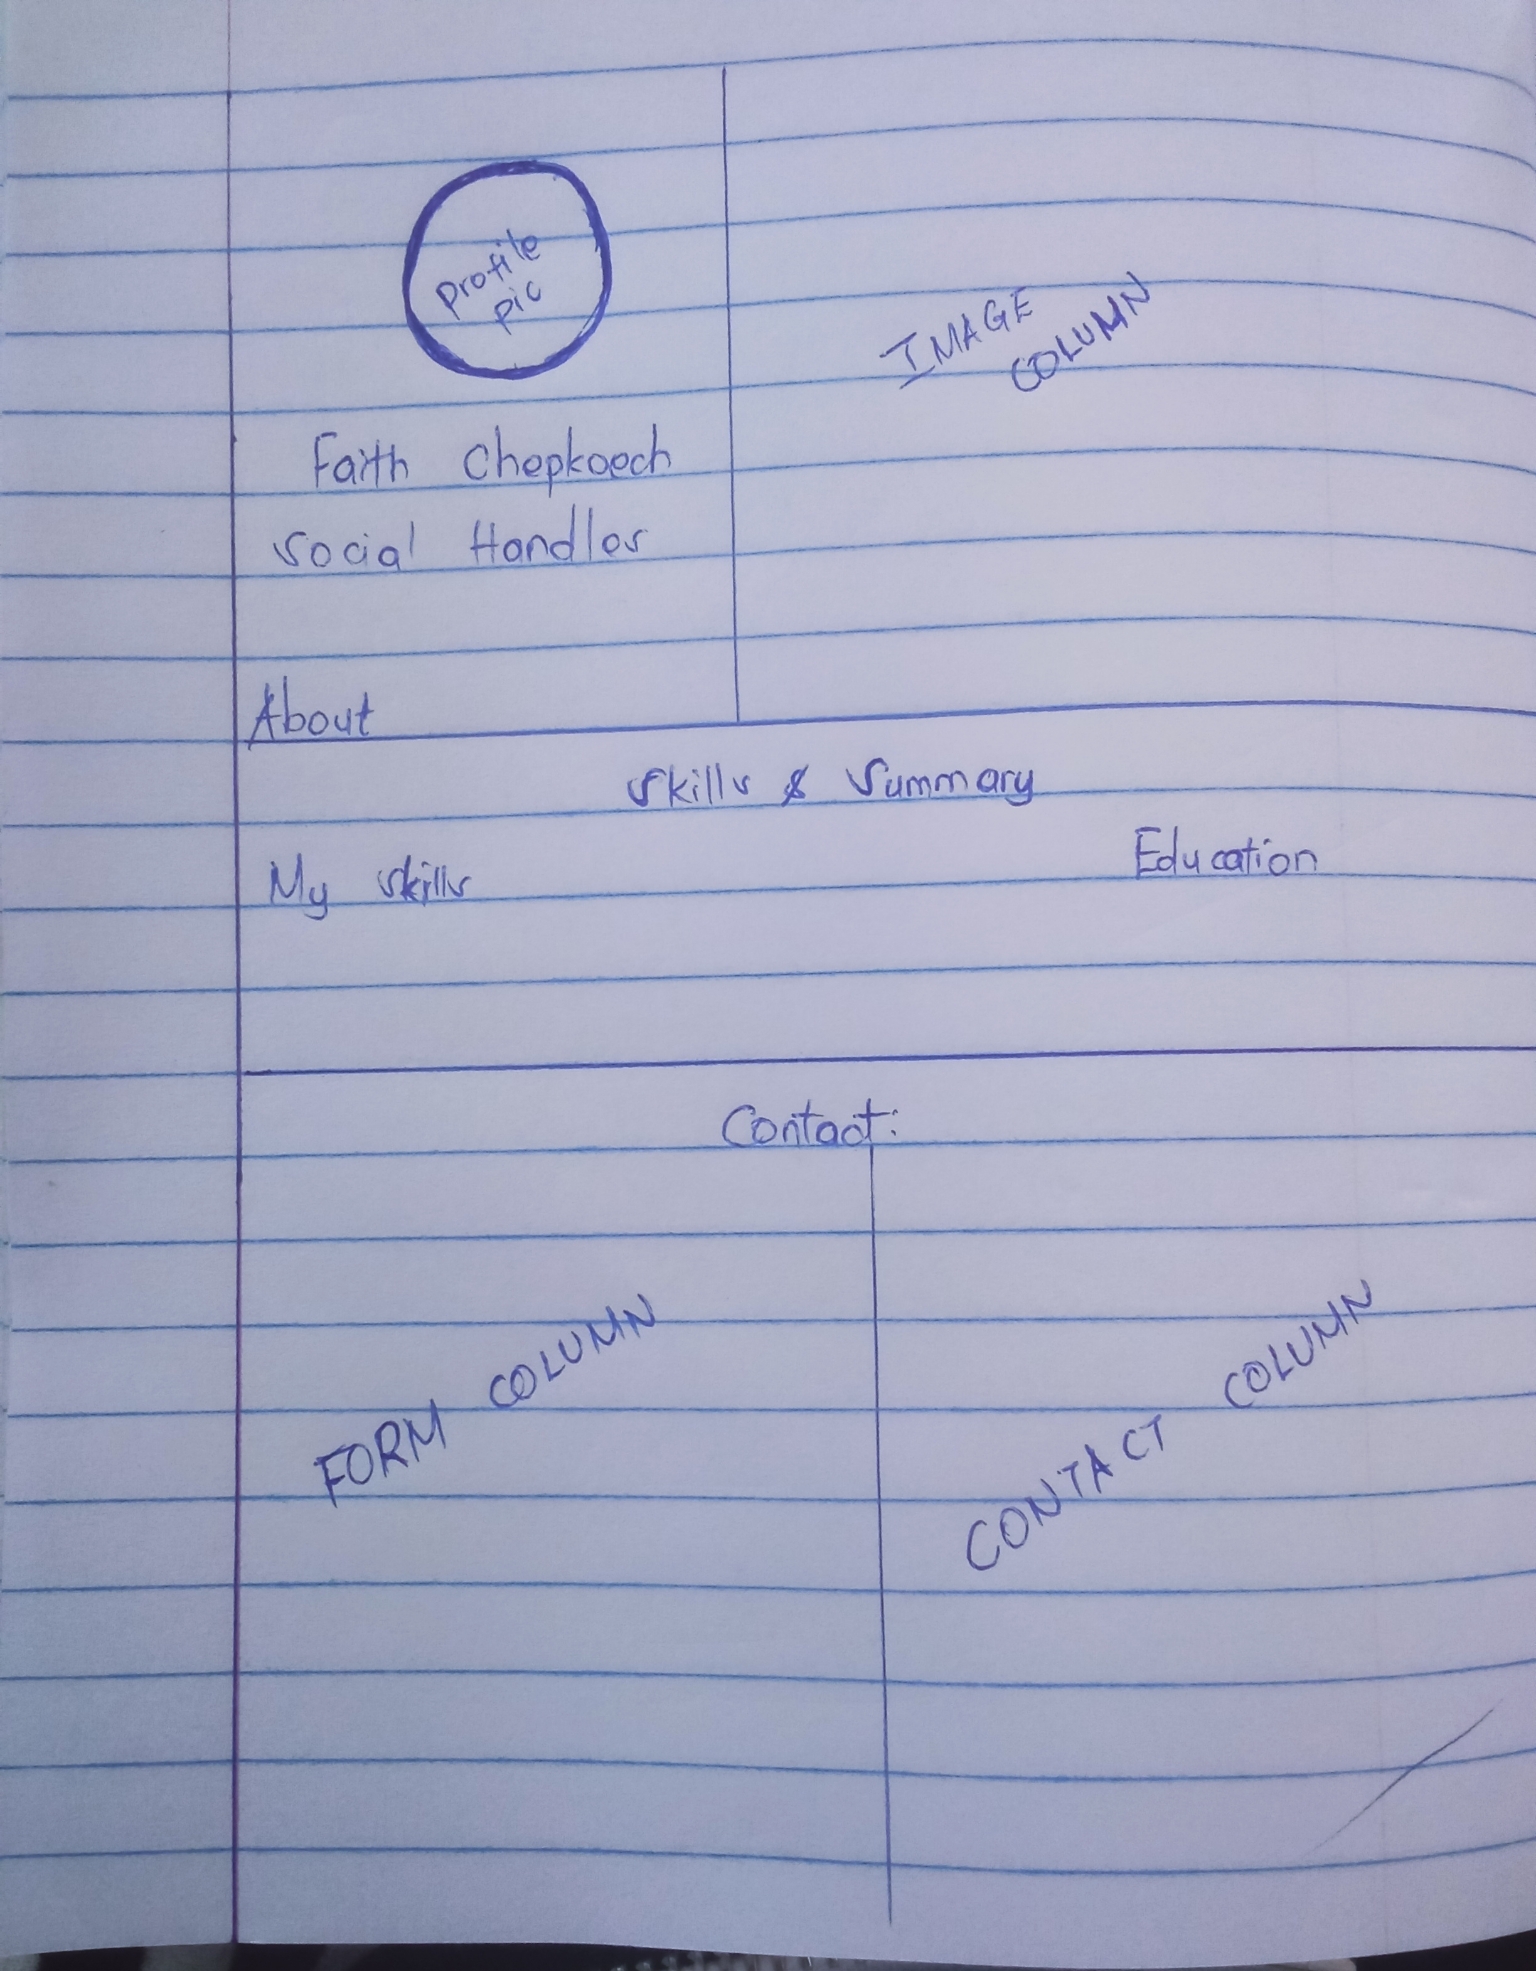 profile
pic
IMAGE
COLUMN
Faith Chepkoech
Social Handles
About
Skills & Summary
My skills
Education
Contact:
FORM COLUMN
CONTACT COLUMN